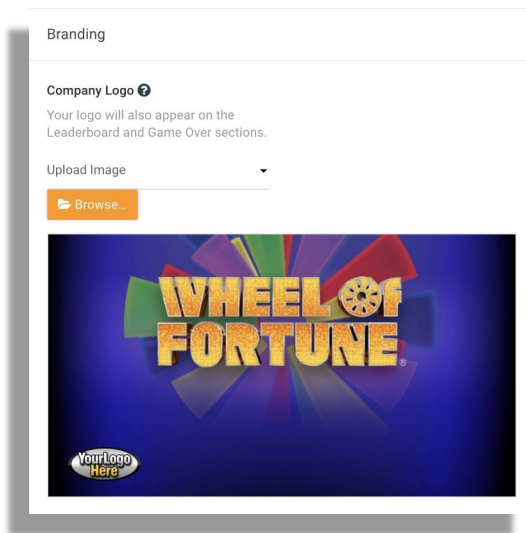 Branding
Company Logo ?
Your logo will also appear on the
Leaderboard and Game Over sections.
Upload Image
Browse...
WHEEL OF
FORTUNE®
YourLogo
Here